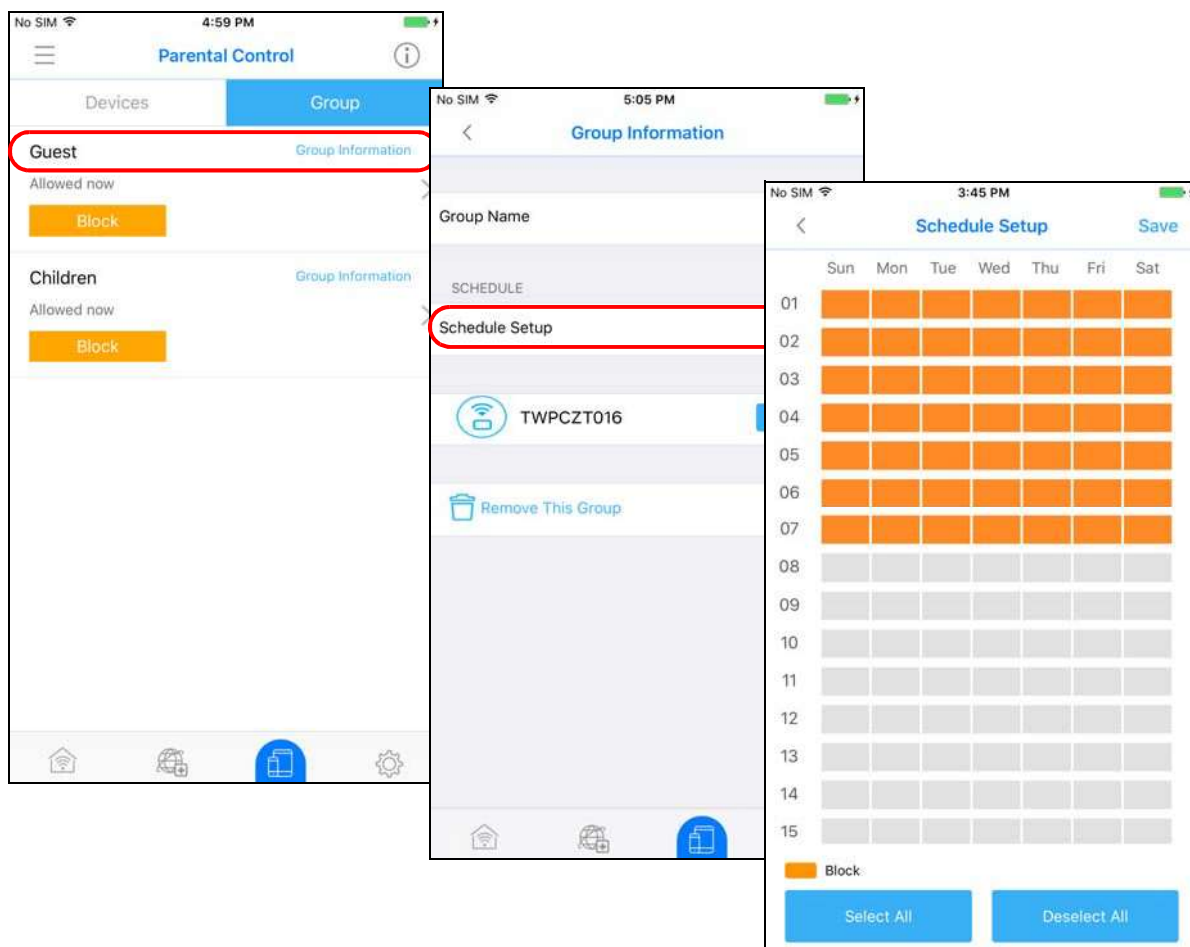 No SIM 4:59 PM
Parental Control
Devices Group
Guest Group Information
Allowed now
Block
Children Group Information
Allowed now
Block
No SIM 5:05 PM
Group Information
Group Name
SCHEDULE
Schedule Setup
TWPCZT016
Remove This Group
No SIM 3:45 PM
Schedule Setup Save
Sun Mon Tue Wed Thu Fri Sat
01
02
03
04
05
06
07
08
09
10
11
12
13
14
15
Block
Select All Deselect All